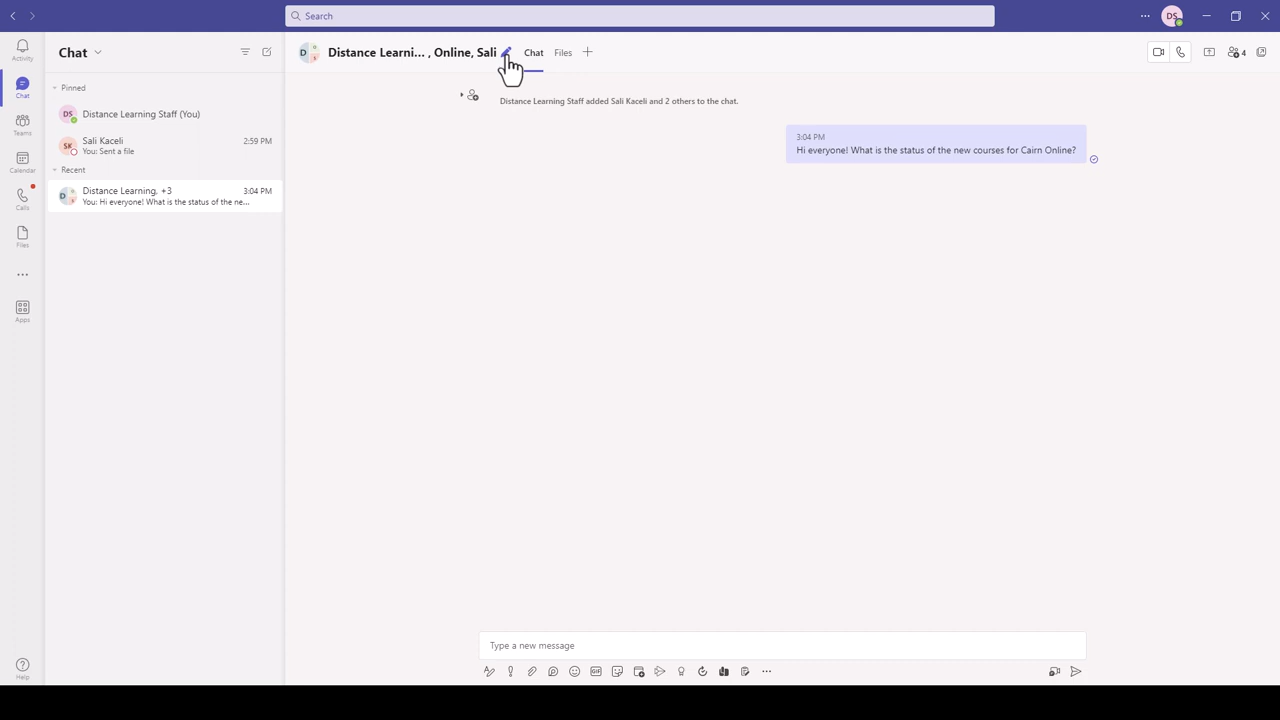 Search
DS
Activity
Chat
Teams
Calendar
Calls
Files
Apps
Help
Chat
Pinned
DS
Distance Learning Staff (You)
SK
Sali Kaceli
2:59 PM
You: Sent a file
Recent
D
Distance Learning, +3
3:04 PM
You: Hi everyone! What is the status of the ne...
D
Distance Learni... , Online, Sali
Chat
Files
4
Distance Learning Staff added Sali Kaceli and 2 others to the chat.
3:04 PM
Hi everyone! What is the status of the new courses for Cairn Online?
Type a new message
GIF